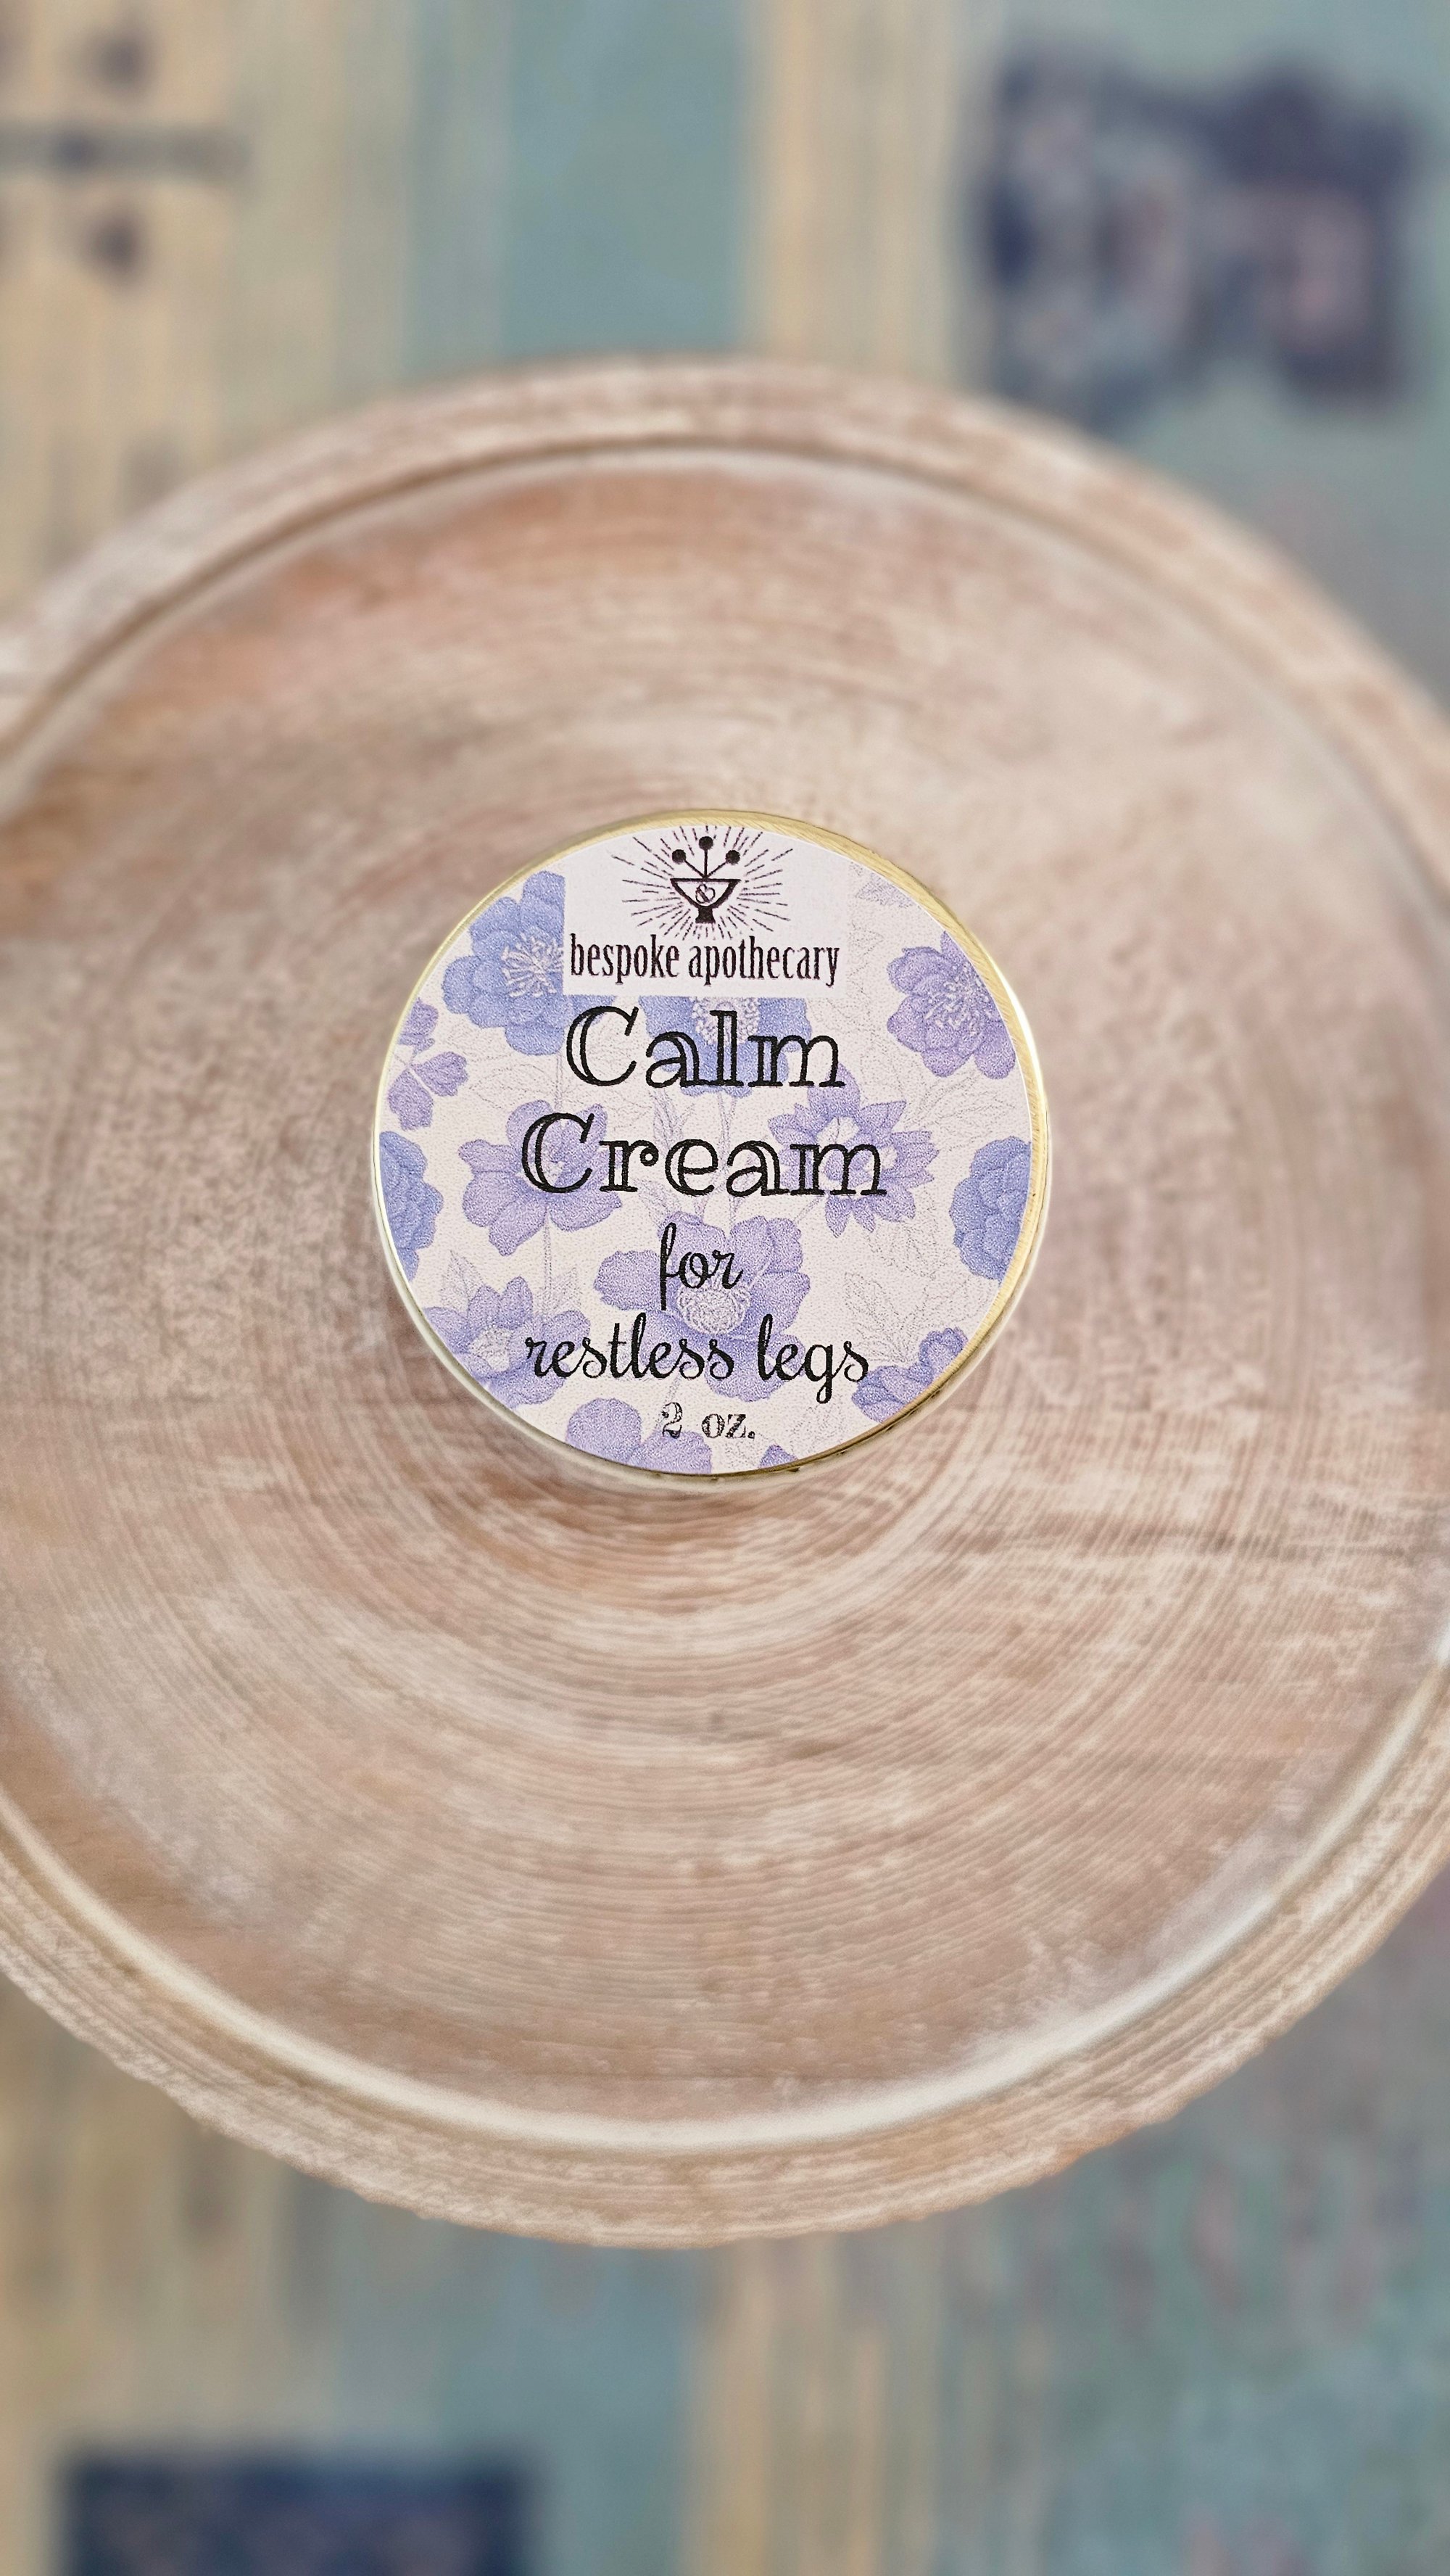 &
bespoke apothecary
Calm
Cream
for
restless legs
2 oz.